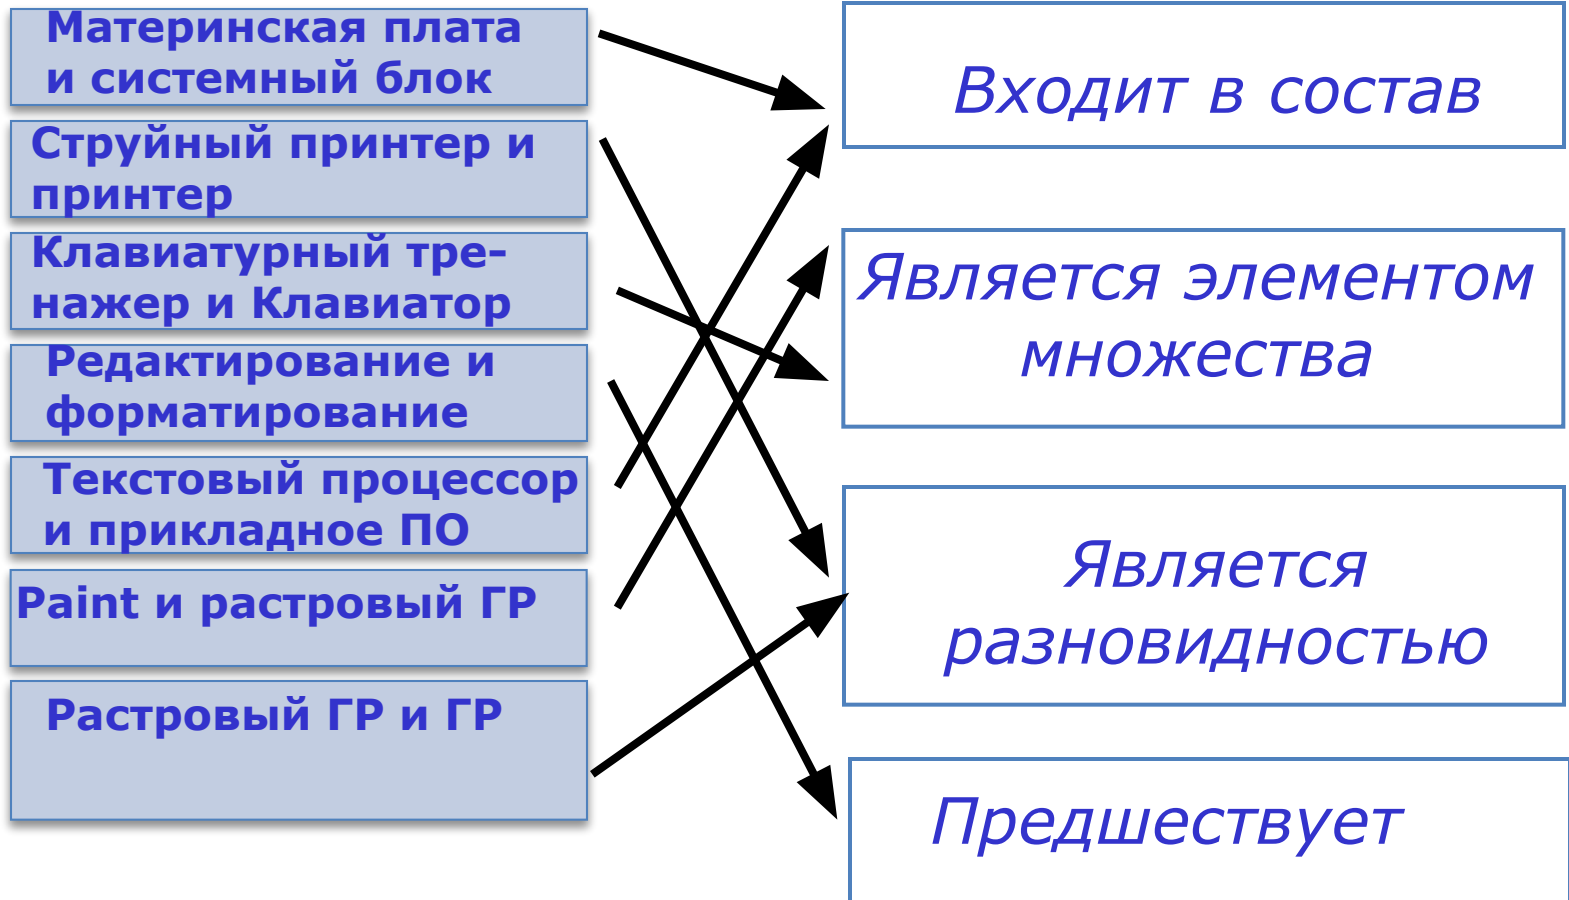 Материнская плата
и системный блок
Струйный принтер и
принтер
Клавиатурный тре-
нажер и Клавиатор
Редактирование и
форматирование
Текстовый процессор
и прикладное ПО
Paint и растровый ГР
Растровый ГР и ГР
Входит в состав
Является элементом
множества
Является
разновидностью
Предшествует